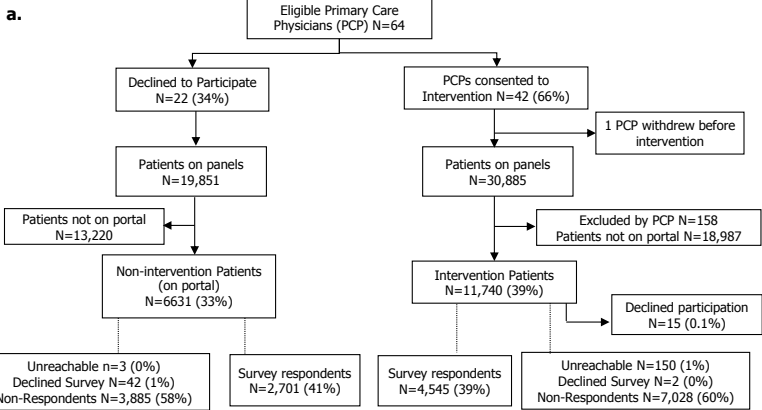 a.
Eligible Primary Care
Physicians (PCP) N=64
Declined to Participate
N=22 (34%)
PCPs consented to
Intervention N=42 (66%)
1 PCP withdrew before
intervention
Patients on panels
N=19,851
Patients on panels
N=30,885
Patients not on portal
N=13,220
Excluded by PCP N=158
Patients not on portal N=18,987
Non-intervention Patients
(on portal)
N=6631 (33%)
Intervention Patients
N=11,740 (39%)
Declined participation
N=15 (0.1%)
Unreachable n=3 (0%)
Declined Survey N=42 (1%)
Non-Respondents N=3,885 (58%)
Survey respondents
N=2,701 (41%)
Survey respondents
N=4,545 (39%)
Unreachable N=150 (1%)
Declined Survey N=2 (0%)
Non-Respondents N=7,028 (60%)